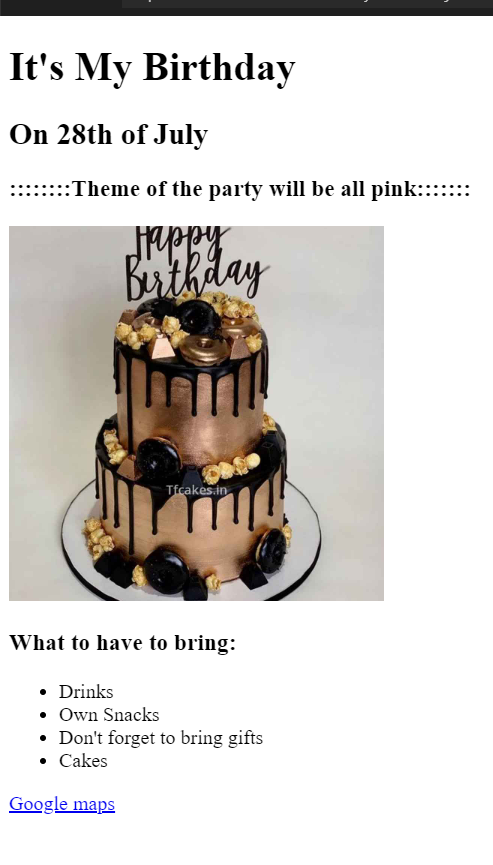 It's My Birthday
On 28th of July
::::::::Theme of the party will be all pink:::::::
Happy
Birthday
Tfcakes.in
What to have to bring:
Drinks
Own Snacks
Don't forget to bring gifts
Cakes
Google maps